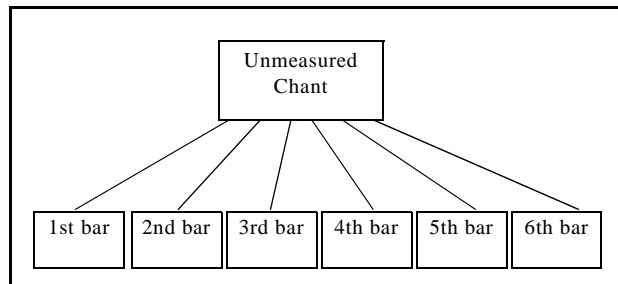 Unmeasured
Chant
1st bar
2nd bar
3rd bar
4th bar
5th bar
6th bar